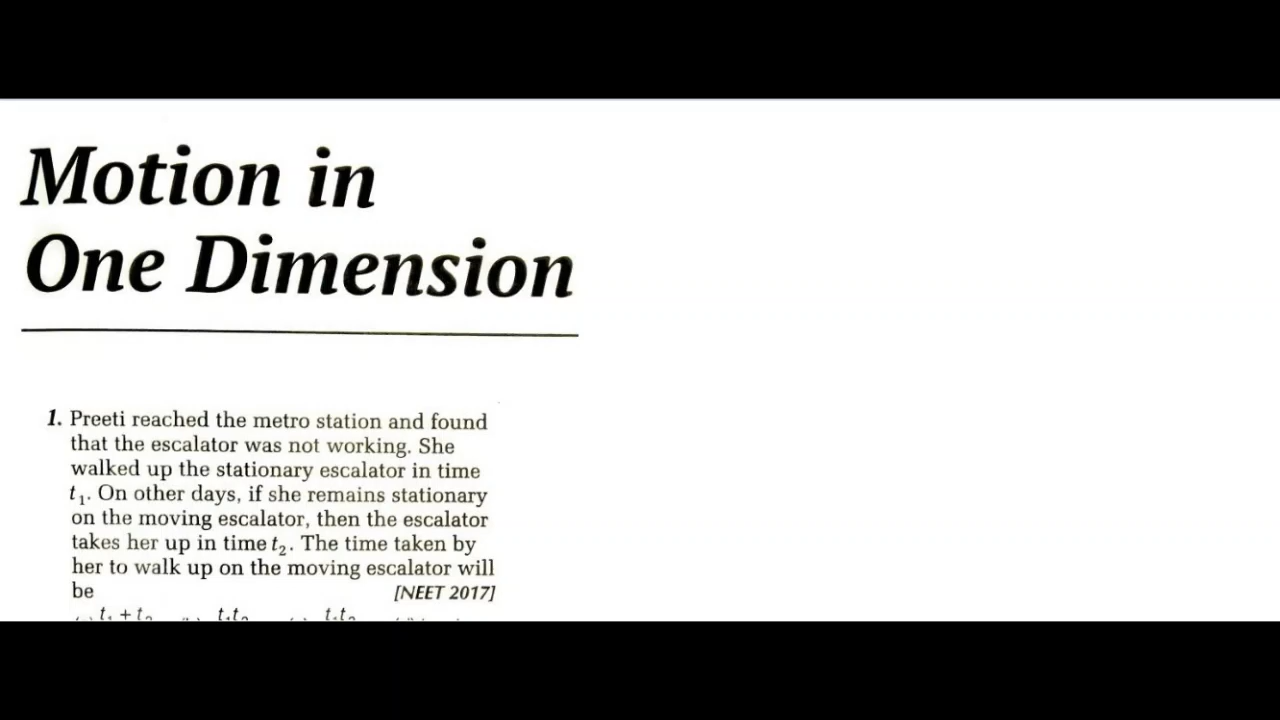 Motion in
One Dimension
1. Preeti reached the metro station and found
that the escalator was not working. She
walked up the stationary escalator in time
t₁. On other days, if she remains stationary
on the moving escalator, then the escalator
takes her up in time t₂. The time taken by
her to walk up on the moving escalator will
be [NEET 2017]